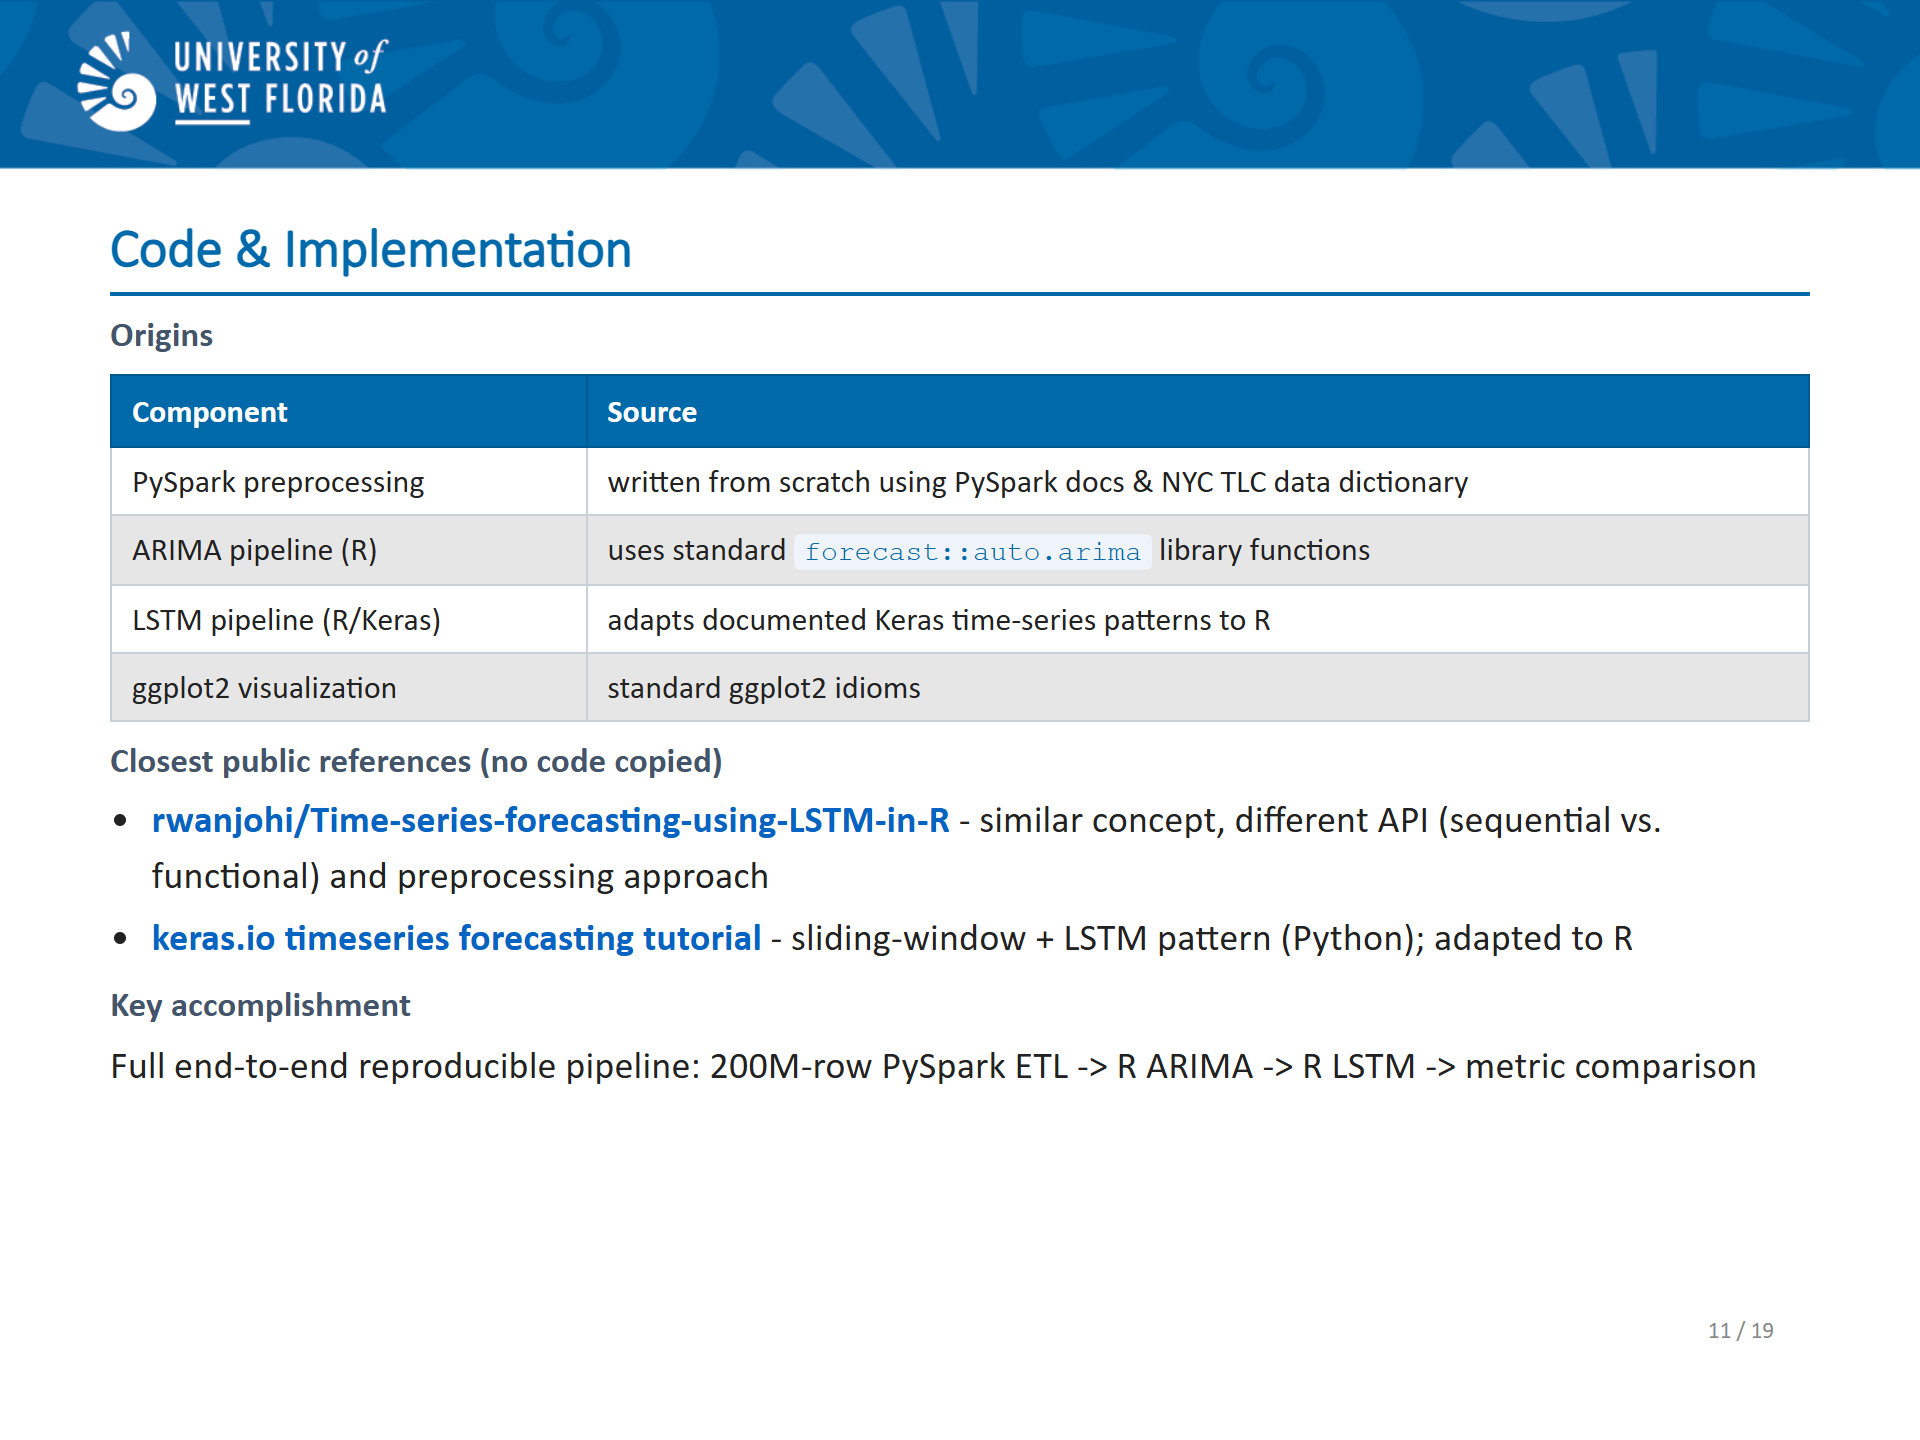 UNIVERSITY of
WEST FLORIDA
Code & Implementation
Origins
Component Source
PySpark preprocessing written from scratch using PySpark docs & NYC TLC data dictionary
ARIMA pipeline (R) uses standard forecast::auto.arima library functions
LSTM pipeline (R/Keras) adapts documented Keras time-series patterns to R
ggplot2 visualization standard ggplot2 idioms
Closest public references (no code copied)
• rwanjohi/Time-series-forecasting-using-LSTM-in-R - similar concept, different API (sequential vs.
functional) and preprocessing approach
• keras.io timeseries forecasting tutorial - sliding-window + LSTM pattern (Python); adapted to R
Key accomplishment
Full end-to-end reproducible pipeline: 200M-row PySpark ETL -> R ARIMA -> R LSTM -> metric comparison
11 / 19